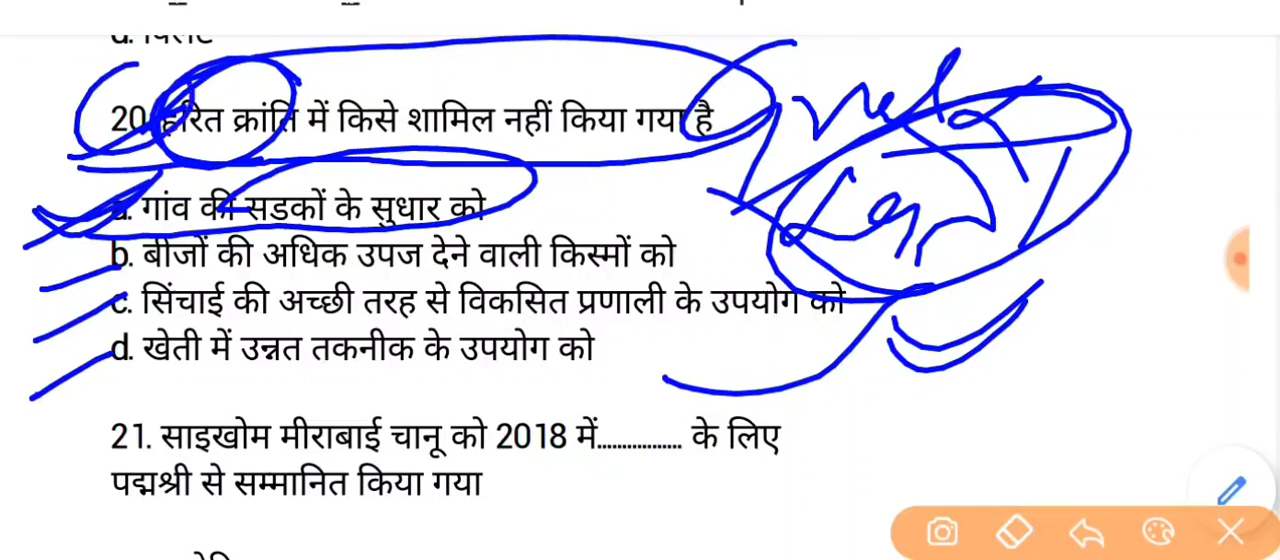 20. हरित क्रांति में किसे शामिल नहीं किया गया है
a. गांव की सडकों के सुधार को
b. बीजों की अधिक उपज देने वाली किस्मों को
c. सिंचाई की अच्छी तरह से विकसित प्रणाली के उपयोग को
d. खेती में उन्नत तकनीक के उपयोग को
21. साइखोम मीराबाई चानू को 2018 में................. के लिए
पद्मश्री से सम्मानित किया गया